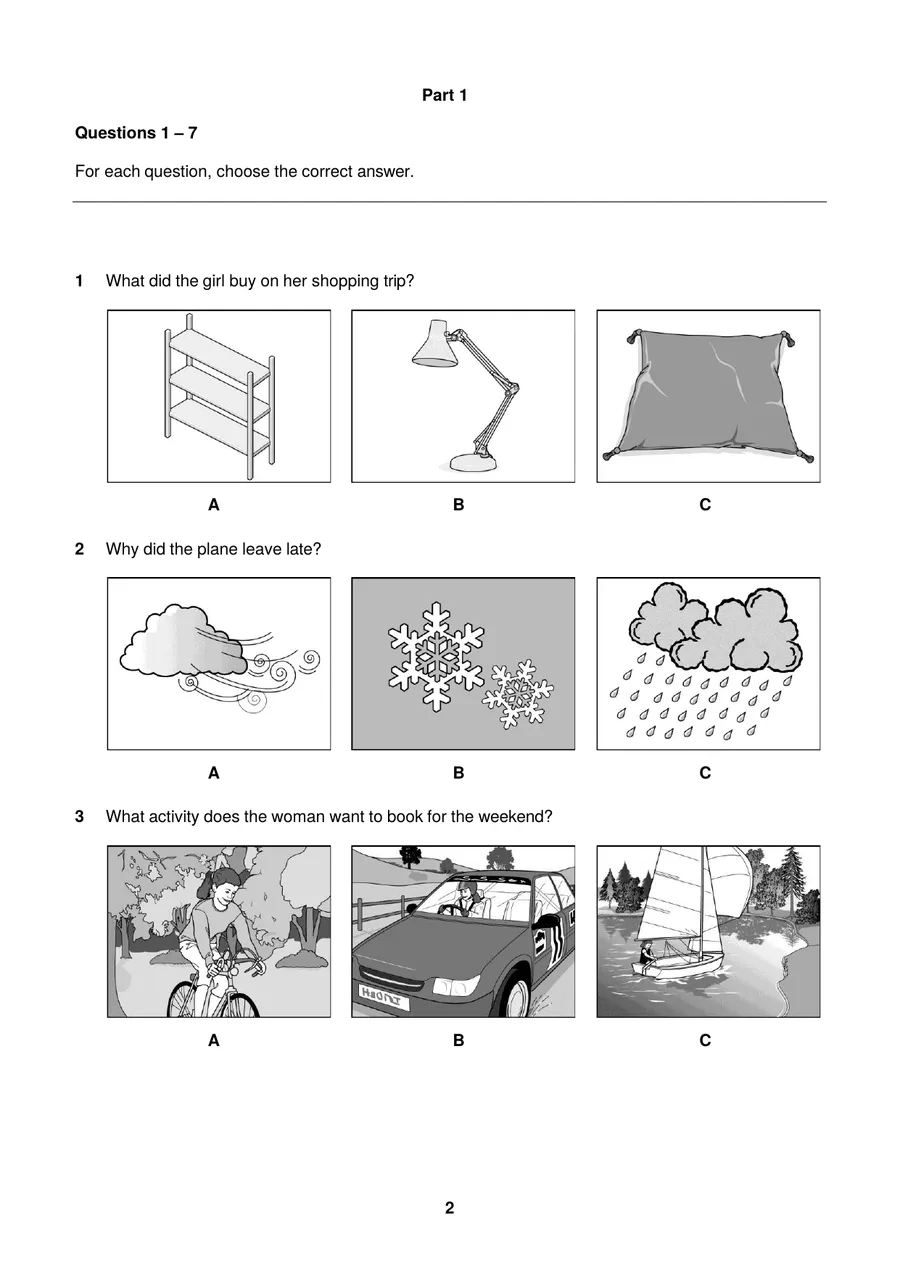 Part 1
Questions 1 – 7
For each question, choose the correct answer.
1 What did the girl buy on her shopping trip?
A B C
2 Why did the plane leave late?
A B C
3 What activity does the woman want to book for the weekend?
A B C
2